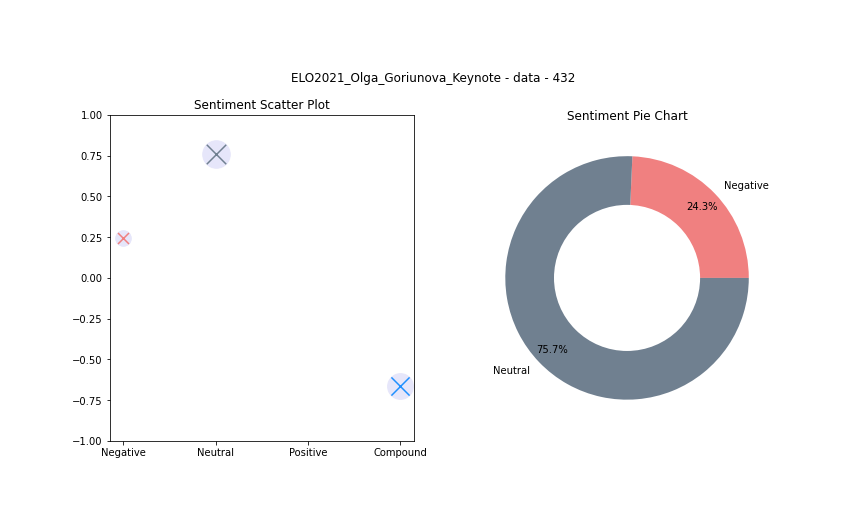 ELO2021_Olga_Goriunova_Keynote - data - 432
Sentiment Scatter Plot
1.00
0.75
0.50
0.25
0.00
−0.25
−0.50
−0.75
−1.00
Negative
Neutral
Positive
Compound
Sentiment Pie Chart
Negative
24.3%
75.7%
Neutral